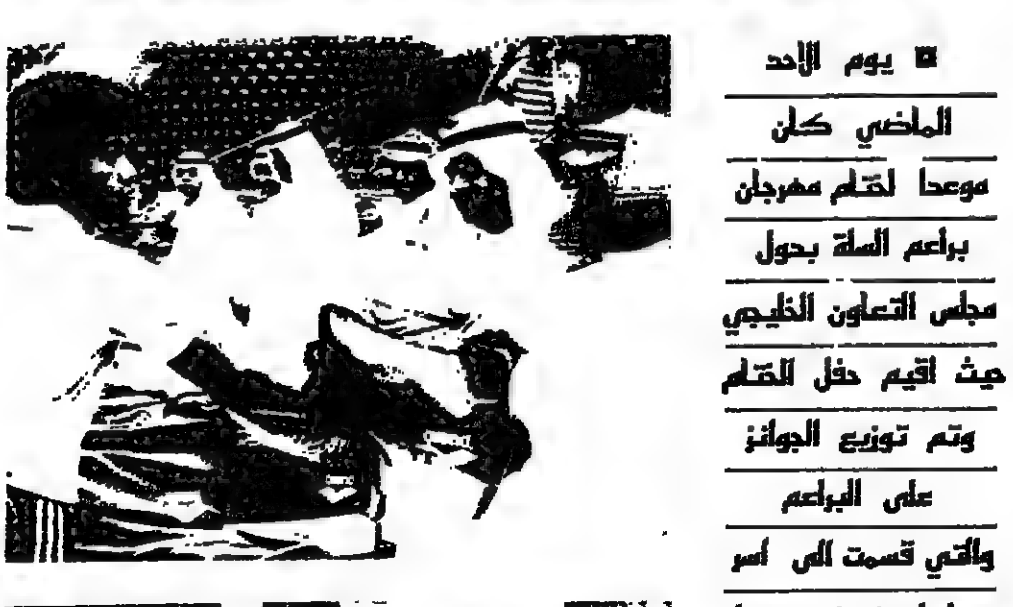 يوم الأحد
الماضي كان
موعدا لختام مهرجان
براعم السلة بدول
مجلس التعاون الخليجي
حيث اقيم حفل الختام
وتم توزيع الجوائز
على البراعم
والتي قسمت الى اسر